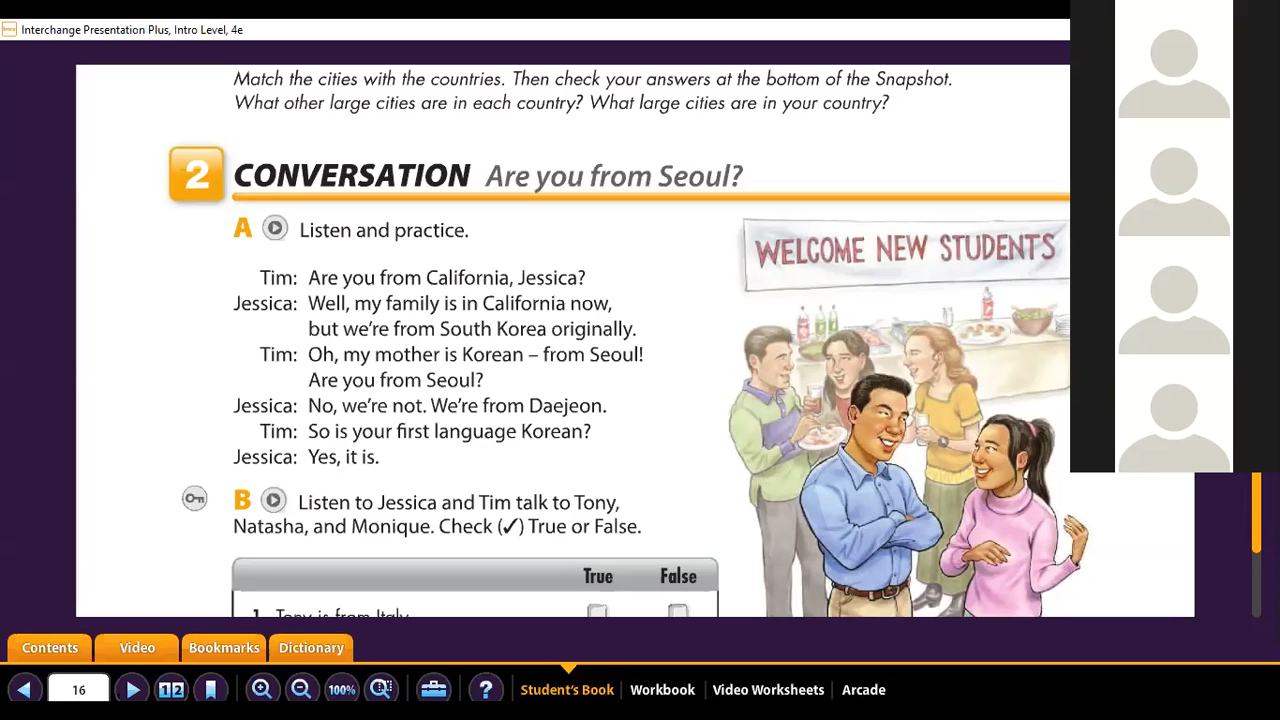 Interchange Presentation Plus, Intro Level, 4e
Match the cities with the countries. Then check your answers at the bottom of the Snapshot.
What other large cities are in each country? What large cities are in your country?
2 CONVERSATION Are you from Seoul?
A Listen and practice.
Tim: Are you from California, Jessica?
Jessica: Well, my family is in California now,
but we're from South Korea originally.
Tim: Oh, my mother is Korean – from Seoul!
Are you from Seoul?
Jessica: No, we're not. We're from Daejeon.
Tim: So is your first language Korean?
Jessica: Yes, it is.
WELCOME NEW STUDENTS
B Listen to Jessica and Tim talk to Tony,
Natasha, and Monique. Check (✓) True or False.
True False
1. Tony is from Italy.
Contents Video Bookmarks Dictionary
16 12 100% ? Student's Book Workbook Video Worksheets Arcade